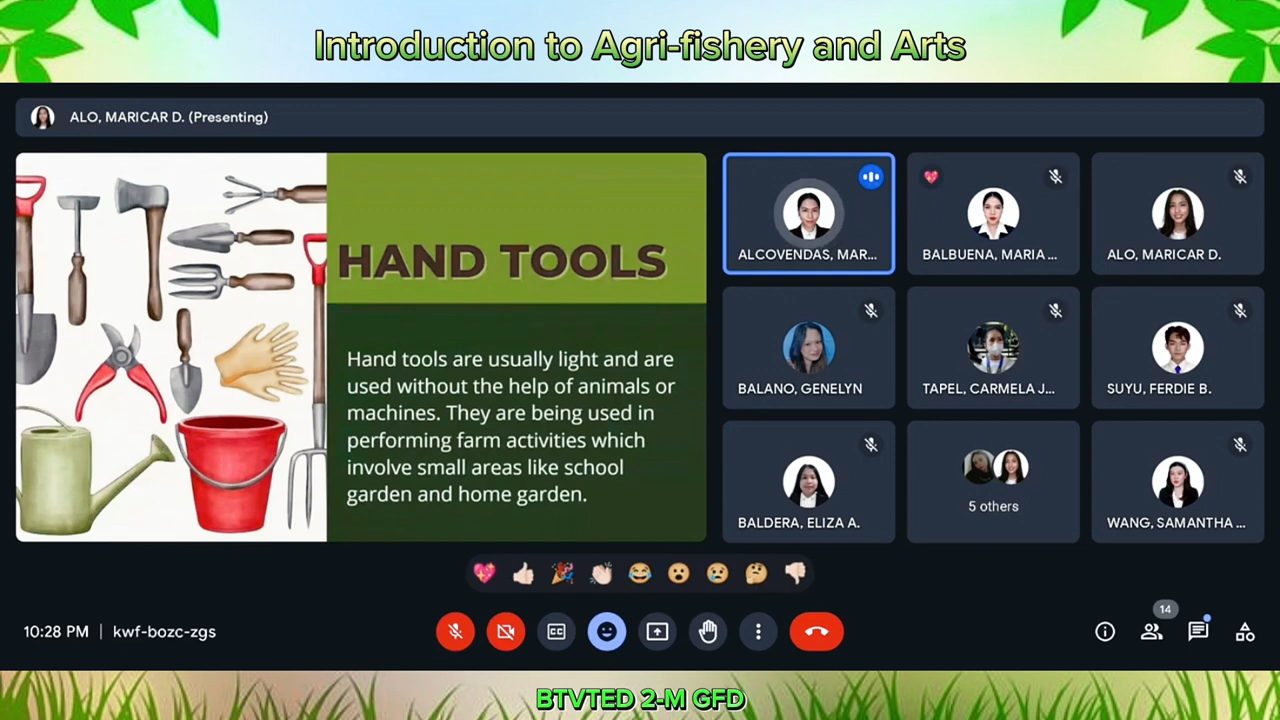 Introduction to Agri-fishery and Arts
ALO, MARICAR D. (Presenting)
HAND TOOLS
Hand tools are usually light and are
used without the help of animals or
machines. They are being used in
performing farm activities which
involve small areas like school
garden and home garden.
ALCOVENDAS, MAR...
BALBUENA, MARIA ...
ALO, MARICAR D.
BALANO, GENELYN
TAPEL, CARMELA J...
SUYU, FERDIE B.
BALDERA, ELIZA A.
5 others
WANG, SAMANTHA ...
10:28 PM | kwf-bozc-zgs
CC
14
BTVTED 2-M GFD